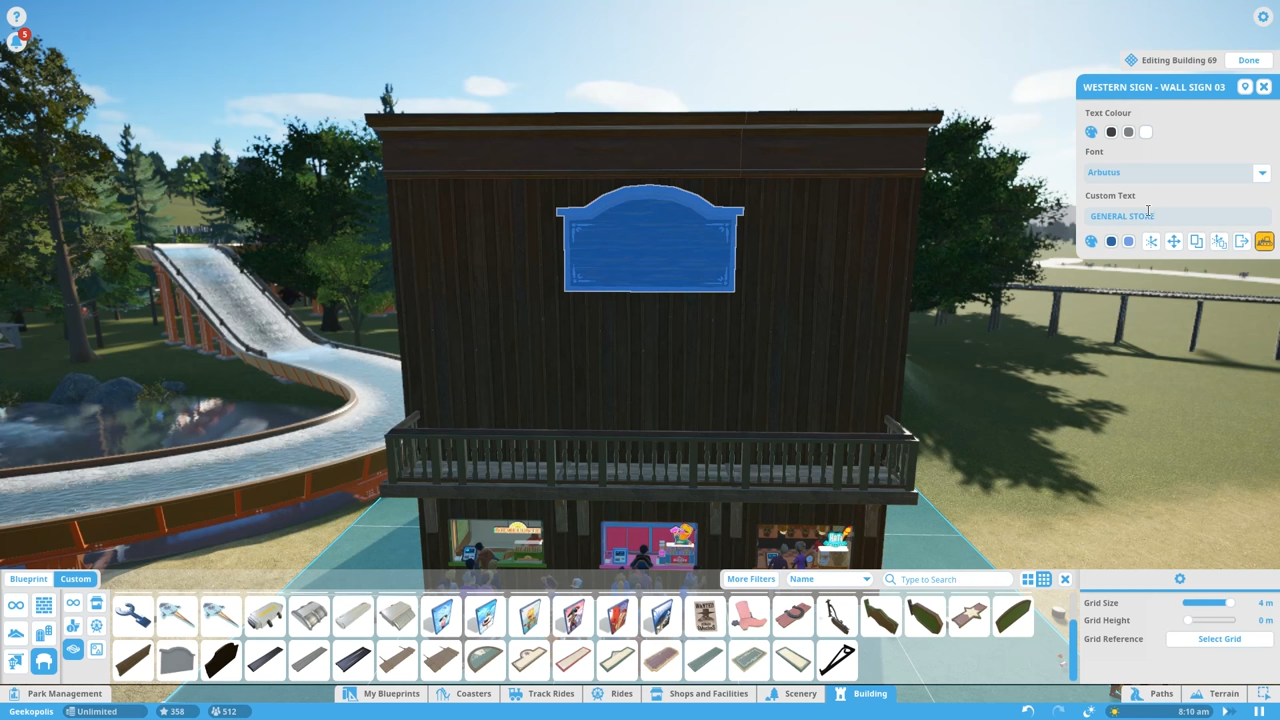 ?
5
Editing Building 69
Done
WESTERN SIGN - WALL SIGN 03
Text Colour
Font
Arbutus
Custom Text
GENERAL STORE
Blueprint
Custom
More Filters
Name
Type to Search
WANTED
Grid Size
4 m
Grid Height
0 m
Grid Reference
Select Grid
Park Management
My Blueprints
Coasters
Track Rides
Rides
Shops and Facilities
Scenery
Building
Paths
Terrain
Geekopolis
Unlimited
358
512
8:10 am